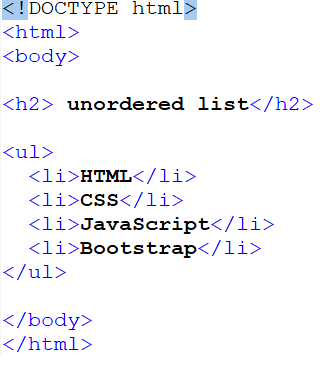 <!DOCTYPE html>
<html>
<body>
<h2> unordered list</h2>
<ul>
<li>HTML</li>
<li>CSS</li>
<li>JavaScript</li>
<li>Bootstrap</li>
</ul>
</body>
</html>